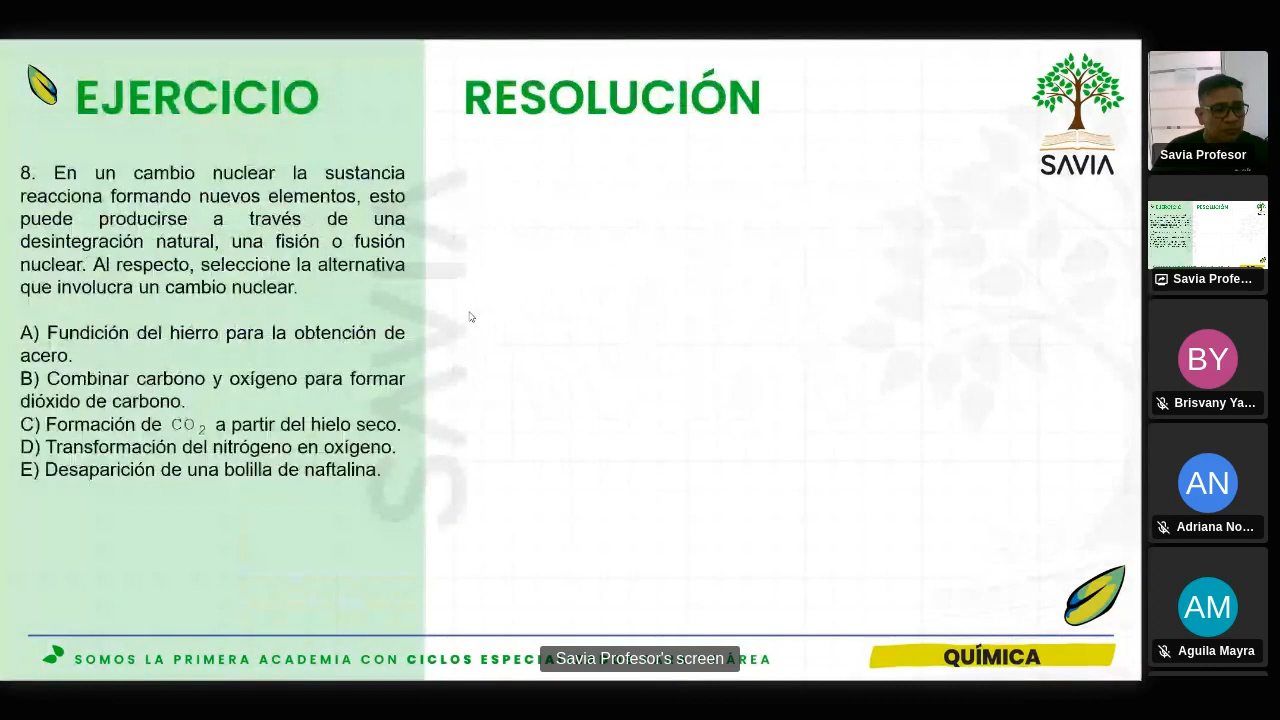 EJERCICIO
RESOLUCIÓN
SAVIA
8. En un cambio nuclear la sustancia
reacciona formando nuevos elementos, esto
puede producirse a través de una
desintegración natural, una fisión o fusión
nuclear. Al respecto, seleccione la alternativa
que involucra un cambio nuclear.
A) Fundición del hierro para la obtención de
acero.
B) Combinar carbono y oxígeno para formar
dióxido de carbono.
C) Formación de CO₂ a partir del hielo seco.
D) Transformación del nitrógeno en oxígeno.
E) Desaparición de una bolilla de naftalina.
SAVIA
SOMOS LA PRIMERA ACADEMIA CON CICLOS
Savia Profesor's screen
QUÍMICA
Savia Profesor
EJERCICIO
RESOLUCIÓN
Savia Profe...
BY
Brisvany Ya...
AN
Adriana No...
AM
Aguila Mayra